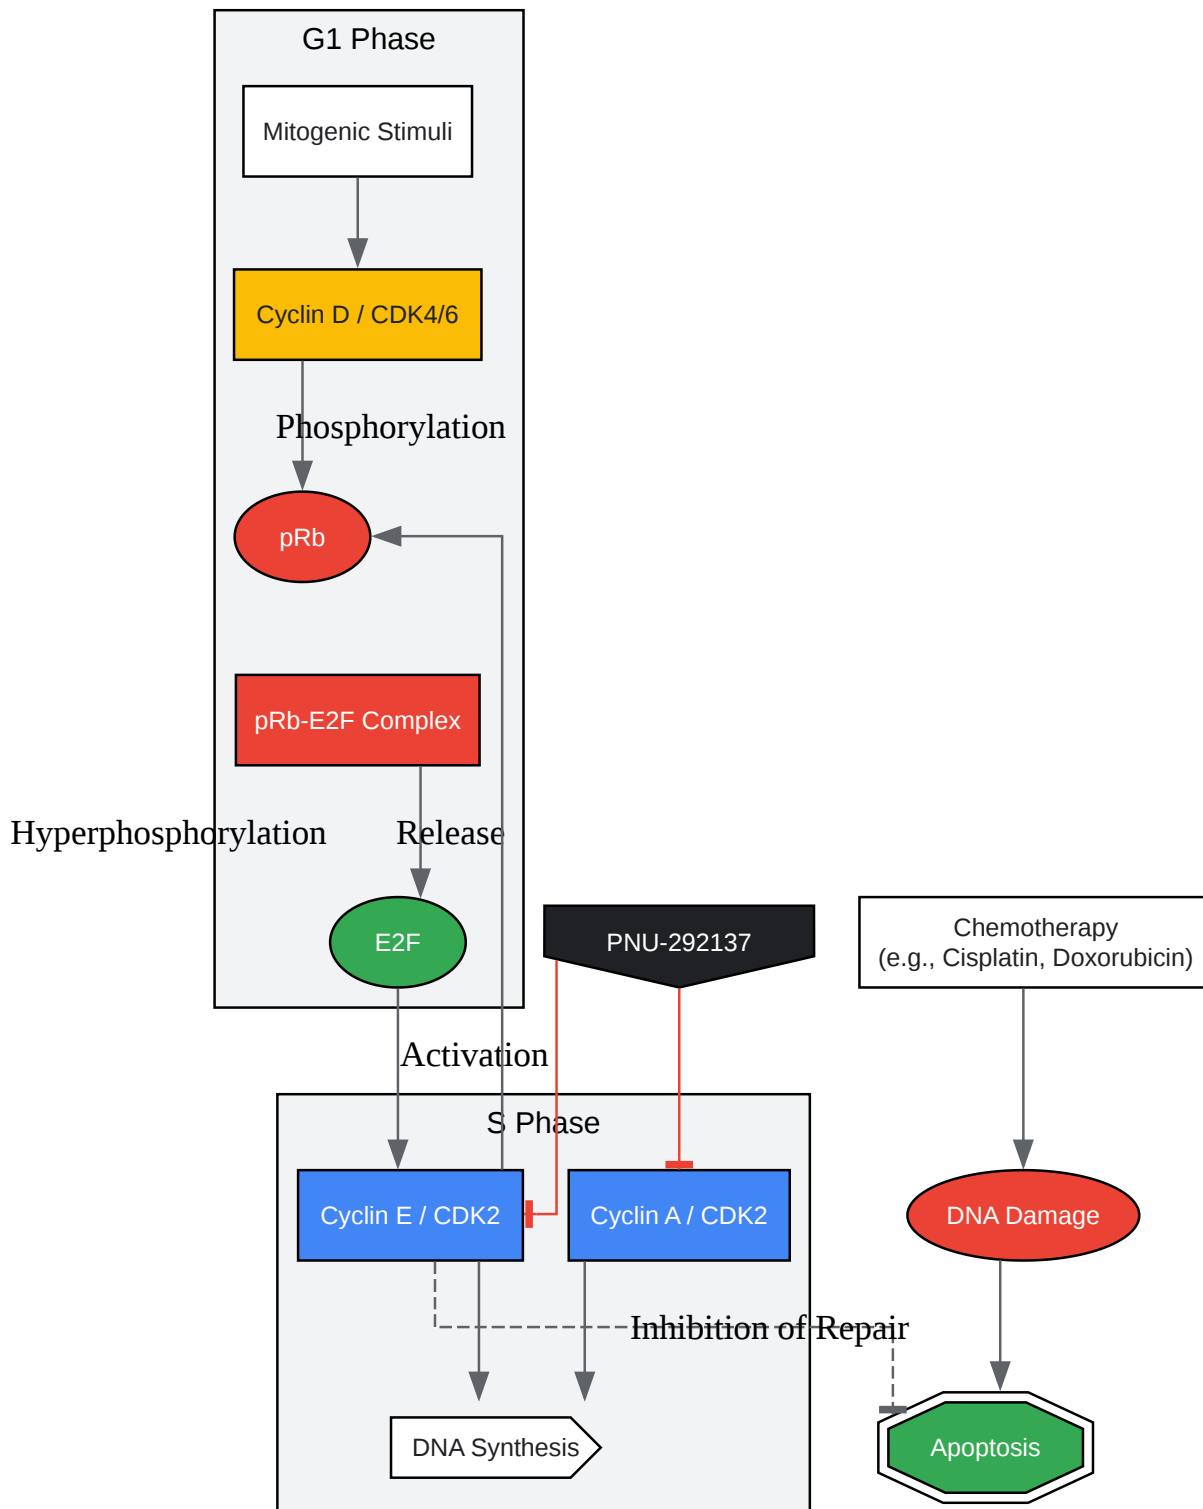 G1 Phase
Mitogenic Stimuli
Cyclin D / CDK4/6
Phosphorylation
pRb
pRb-E2F Complex
Hyperphosphorylation
Release
E2F
PNU-292137
Chemotherapy
(e.g., Cisplatin, Doxorubicin)
Activation
S Phase
Cyclin E / CDK2
Cyclin A / CDK2
DNA Damage
Inhibition of Repair
DNA Synthesis
Apoptosis